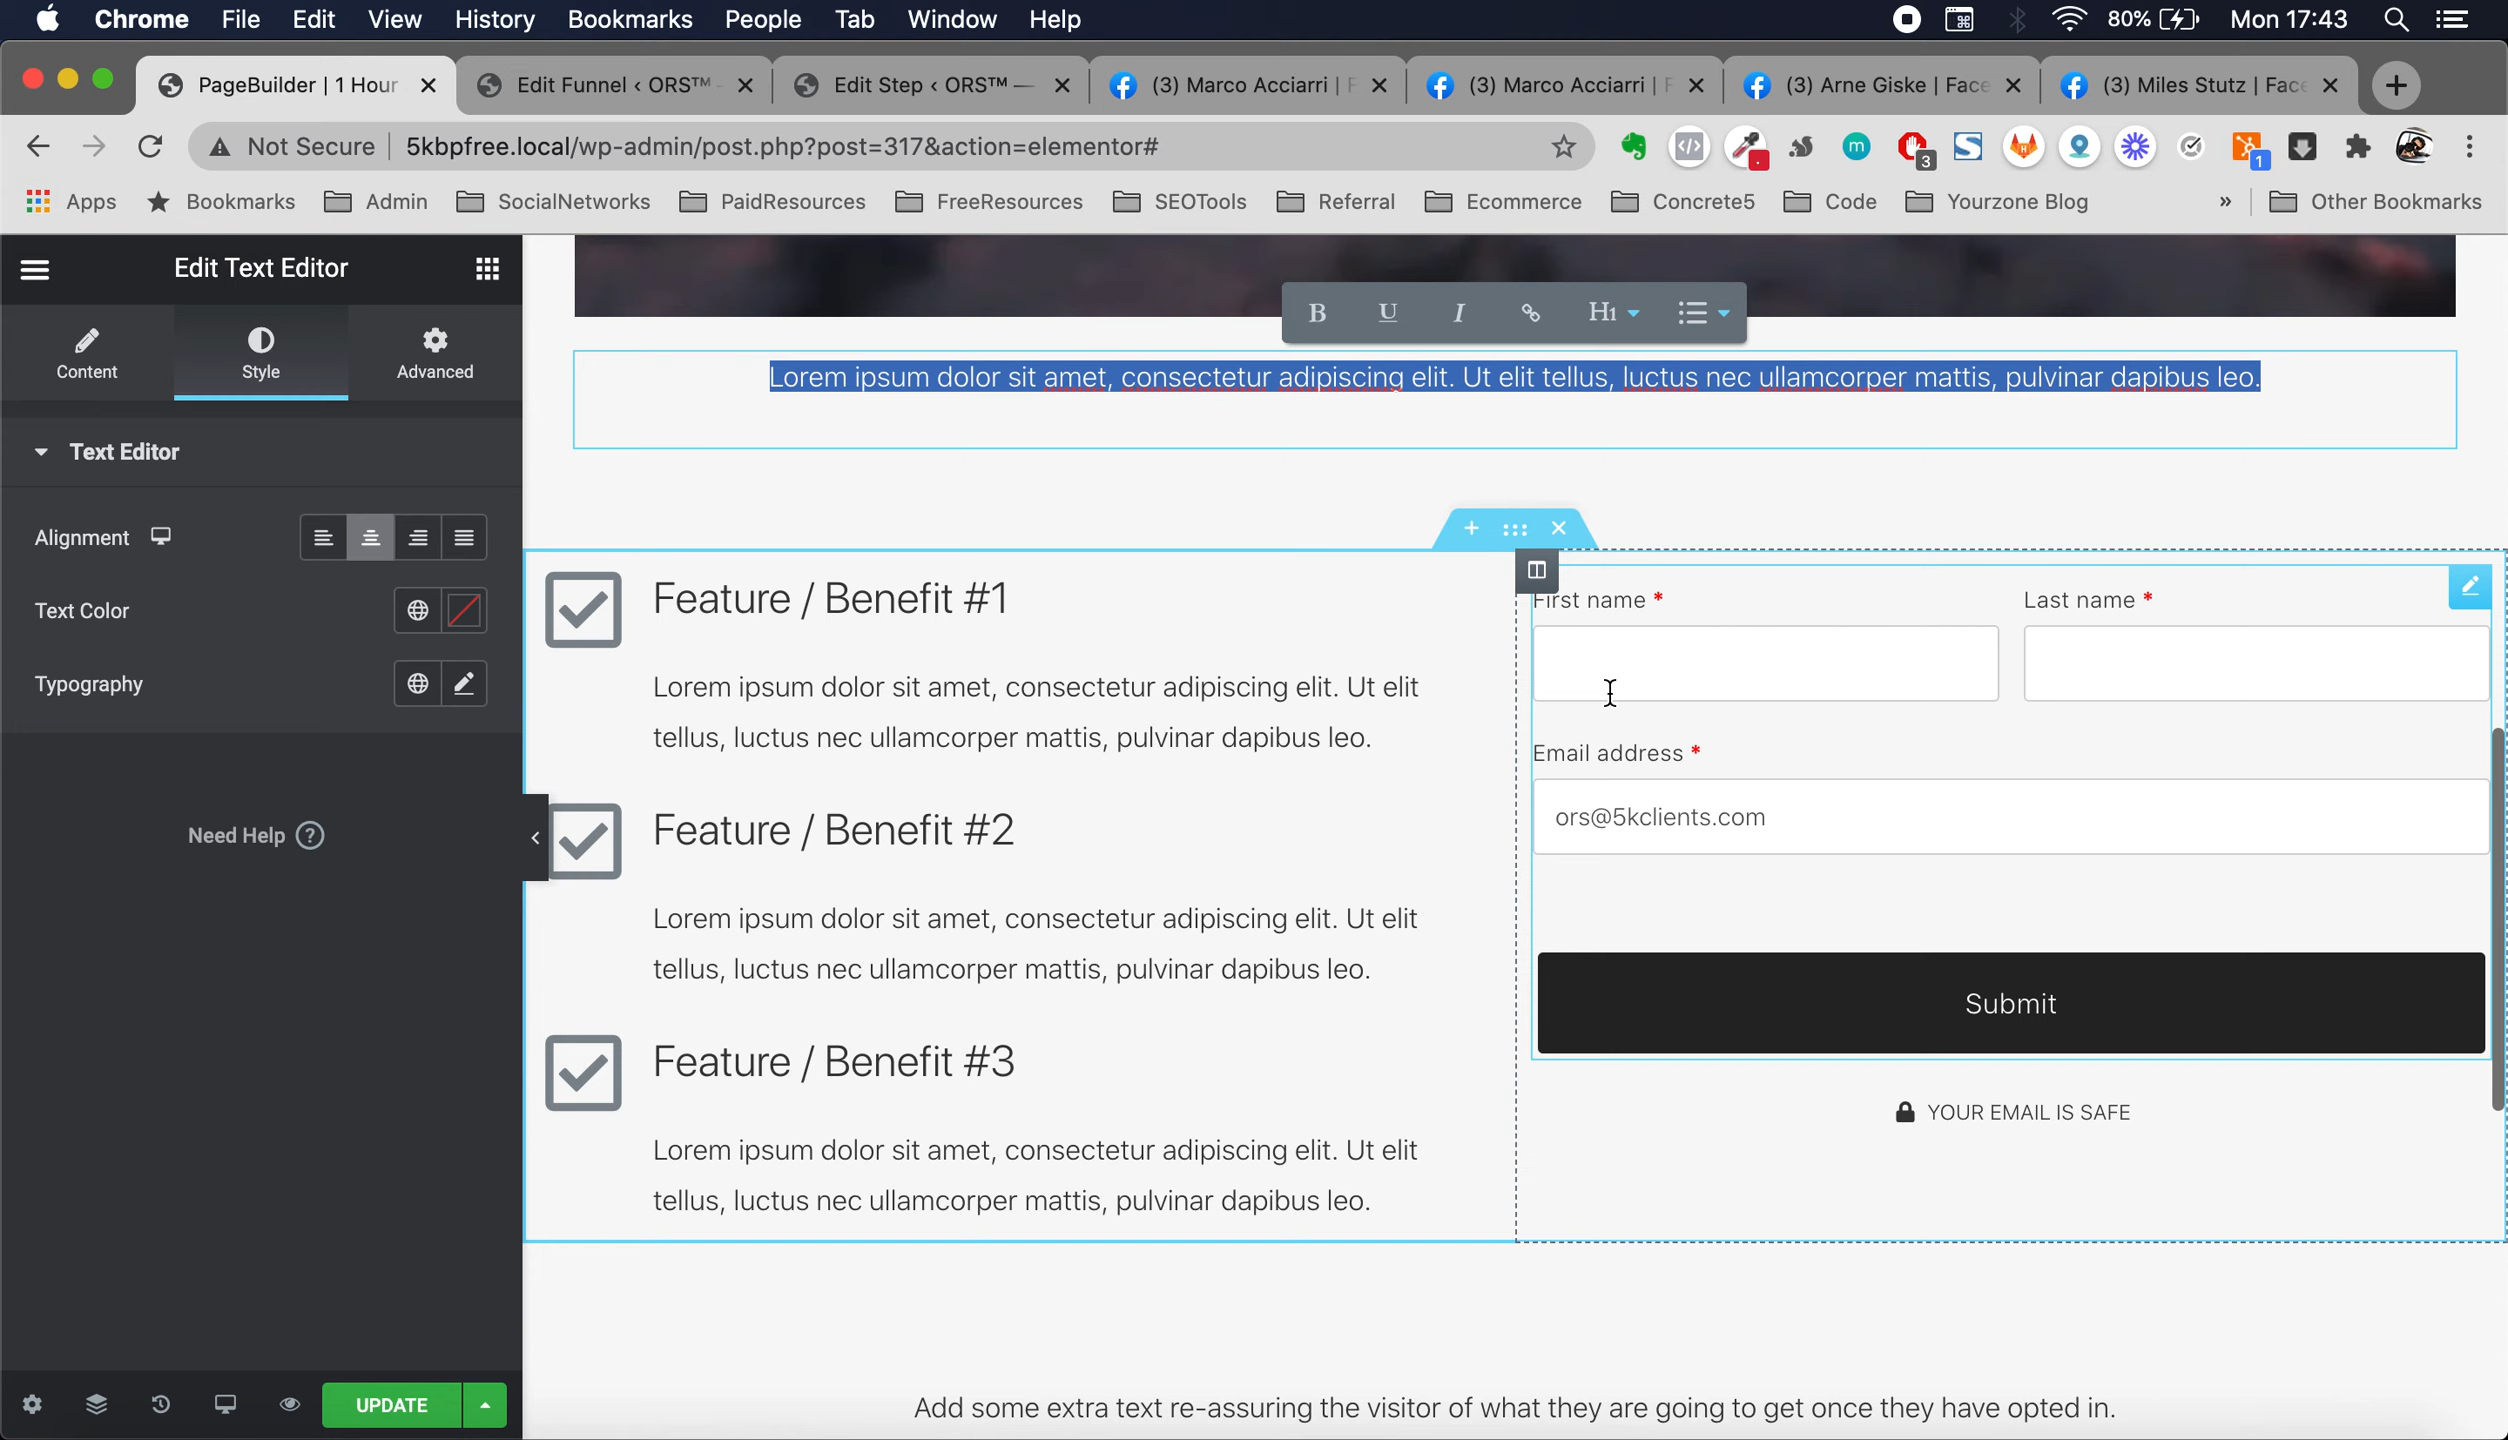 Chrome File Edit View History Bookmarks People Tab Window Help 80% Mon 17:43
PageBuilder | 1 Hour Edit Funnel ‹ ORS™ Edit Step ‹ ORS™ — (3) Marco Acciarri | F (3) Marco Acciarri | F (3) Arne Giske | Face (3) Miles Stutz | Face
Not Secure 5kbpfree.local/wp-admin/post.php?post=317&action=elementor# 3 1
Apps Bookmarks Admin SocialNetworks PaidResources FreeResources SEOTools Referral Ecommerce Concrete5 Code Yourzone Blog » Other Bookmarks
Edit Text Editor
Content Style Advanced
Text Editor
Alignment
Text Color
Typography
Need Help ?
UPDATE
B U I H1
Lorem ipsum dolor sit amet, consectetur adipiscing elit. Ut elit tellus, luctus nec ullamcorper mattis, pulvinar dapibus leo.
Feature / Benefit #1
Lorem ipsum dolor sit amet, consectetur adipiscing elit. Ut elit
tellus, luctus nec ullamcorper mattis, pulvinar dapibus leo.
Feature / Benefit #2
Lorem ipsum dolor sit amet, consectetur adipiscing elit. Ut elit
tellus, luctus nec ullamcorper mattis, pulvinar dapibus leo.
Feature / Benefit #3
Lorem ipsum dolor sit amet, consectetur adipiscing elit. Ut elit
tellus, luctus nec ullamcorper mattis, pulvinar dapibus leo.
First name * Last name *
Email address *
ors@5kclients.com
Submit
YOUR EMAIL IS SAFE
Add some extra text re-assuring the visitor of what they are going to get once they have opted in.